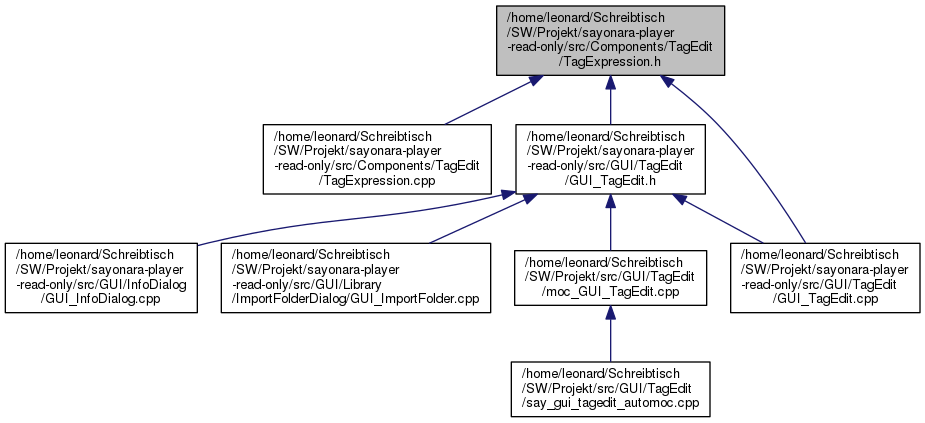 /home/leonard/Schreibtisch
/SW/Projekt/sayonara-player
-read-only/src/Components/TagEdit
/TagExpression.h
/home/leonard/Schreibtisch
/SW/Projekt/sayonara-player
-read-only/src/Components/TagEdit
/TagExpression.cpp
/home/leonard/Schreibtisch
/SW/Projekt/sayonara-player
-read-only/src/GUI/TagEdit
/GUI_TagEdit.h
/home/leonard/Schreibtisch
/SW/Projekt/sayonara-player
-read-only/src/GUI/InfoDialog
/GUI_InfoDialog.cpp
/home/leonard/Schreibtisch
/SW/Projekt/sayonara-player
-read-only/src/GUI/Library
/ImportFolderDialog/GUI_ImportFolder.cpp
/home/leonard/Schreibtisch
/SW/Projekt/src/GUI/TagEdit
/moc_GUI_TagEdit.cpp
/home/leonard/Schreibtisch
/SW/Projekt/sayonara-player
-read-only/src/GUI/TagEdit
/GUI_TagEdit.cpp
/home/leonard/Schreibtisch
/SW/Projekt/src/GUI/TagEdit
/say_gui_tagedit_automoc.cpp